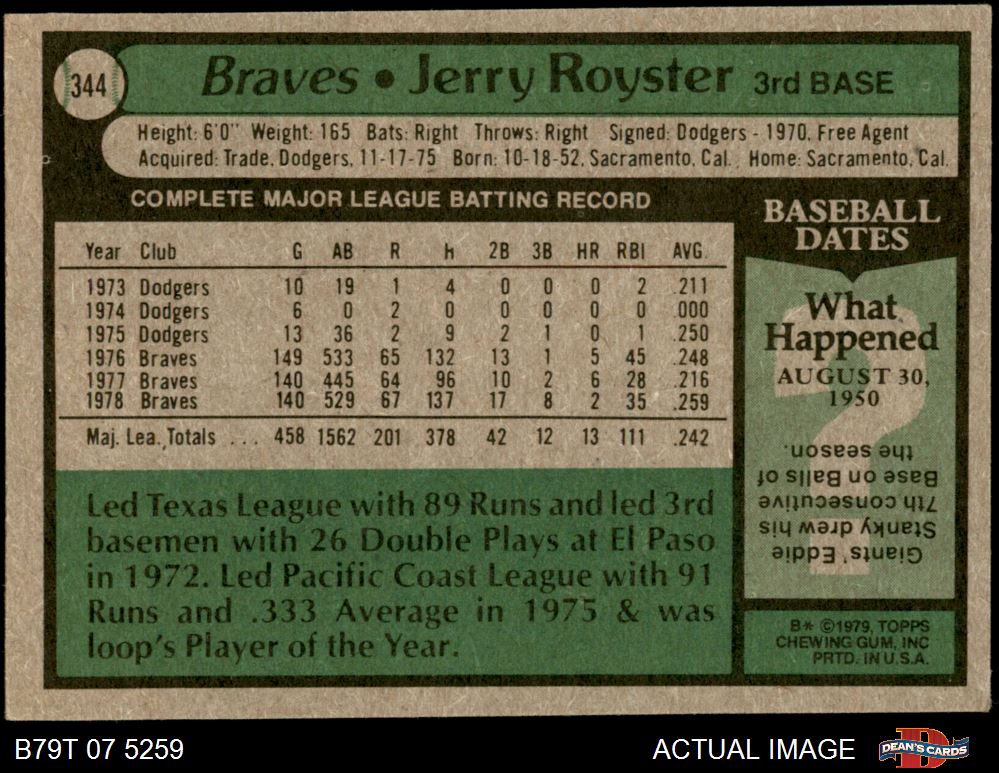 344
Braves • Jerry Royster 3rd BASE
Height: 6'0" Weight: 165 Bats: Right Throws: Right Signed: Dodgers - 1970, Free Agent
Acquired: Trade, Dodgers, 11-17-75 Born: 10-18-52, Sacramento, Cal. Home: Sacramento, Cal.
COMPLETE MAJOR LEAGUE BATTING RECORD
Year Club G AB R H 2B 3B HR RBI AVG.
1973 Dodgers 10 19 1 4 0 0 0 2 .211
1974 Dodgers 6 0 2 0 0 0 0 0 .000
1975 Dodgers 13 36 2 9 2 1 0 1 .250
1976 Braves 149 533 65 132 13 1 5 45 .248
1977 Braves 140 445 64 96 10 2 6 28 .216
1978 Braves 140 529 67 137 17 8 2 35 .259
Maj. Lea. Totals ... 458 1562 201 378 42 12 13 111 .242
Led Texas League with 89 Runs and led 3rd
basemen with 26 Double Plays at El Paso
in 1972. Led Pacific Coast League with 91
Runs and .333 Average in 1975 & was
loop's Player of the Year.
BASEBALL
DATES
What
Happened
AUGUST 30,
1950
?
Giants' Eddie
Stanky drew his
7th consecutive
Base on Balls of
the season.
B* ©1979, TOPPS
CHEWING GUM, INC
PRTD. IN U.S.A.
B79T 07 5259
ACTUAL IMAGE
D
DEAN'S CARDS